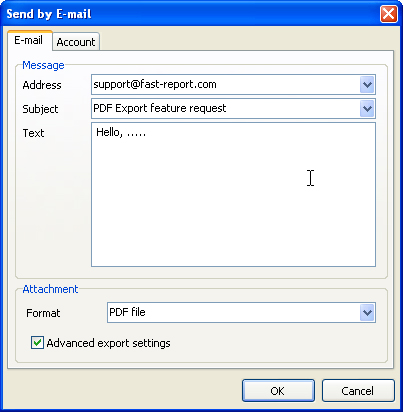 Send by E-mail
E-mail Account
Message
Address support@fast-report.com
Subject PDF Export feature request
Text Hello, .....
Attachment
Format PDF file
Advanced export settings
OK Cancel